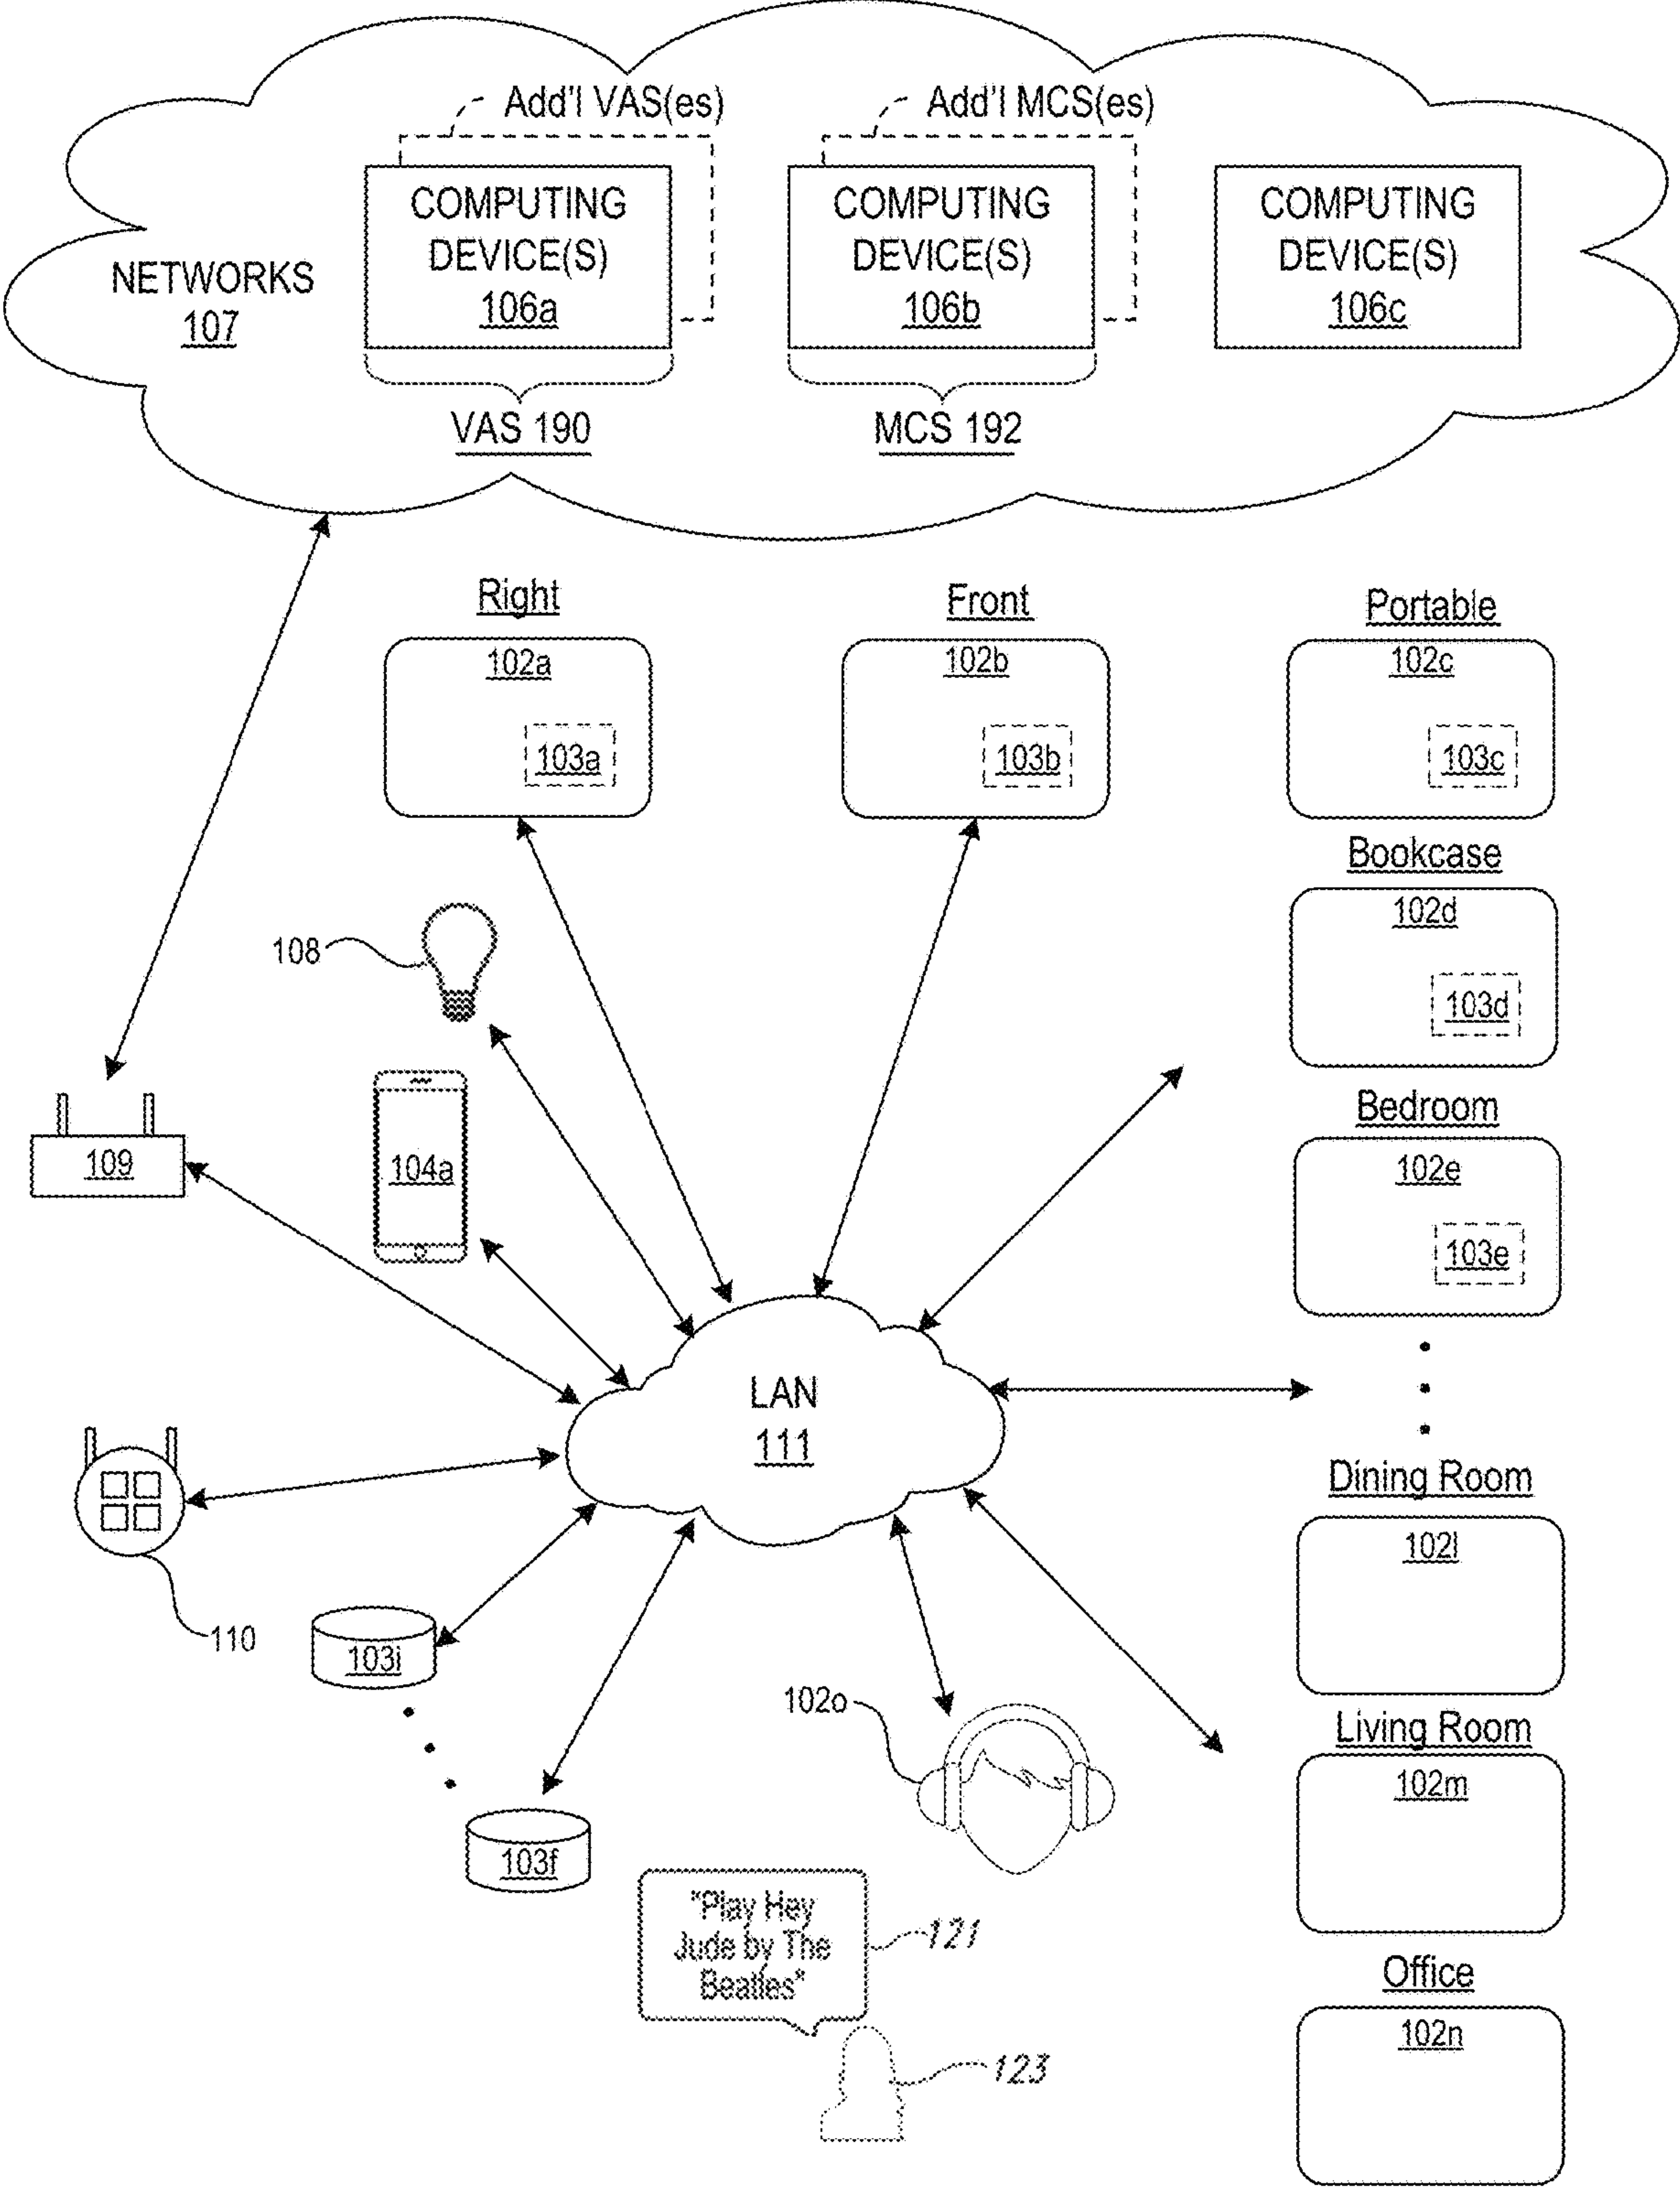 Add'l VAS(es)
Add'l MCS(es)
COMPUTING
DEVICE(S)
106a
COMPUTING
DEVICE(S)
106b
COMPUTING
DEVICE(S)
106c
NETWORKS
107
VAS 190
MCS 192
Right
102a
103a
Front
102b
103b
Portable
102c
103c
Bookcase
102d
103d
Bedroom
102e
103e
108
104a
109
LAN
111
110
103i
103f
102o
Dining Room
102l
Living Room
102m
Office
102n
"Play Hey
Jude by The
Beatles"
121
123